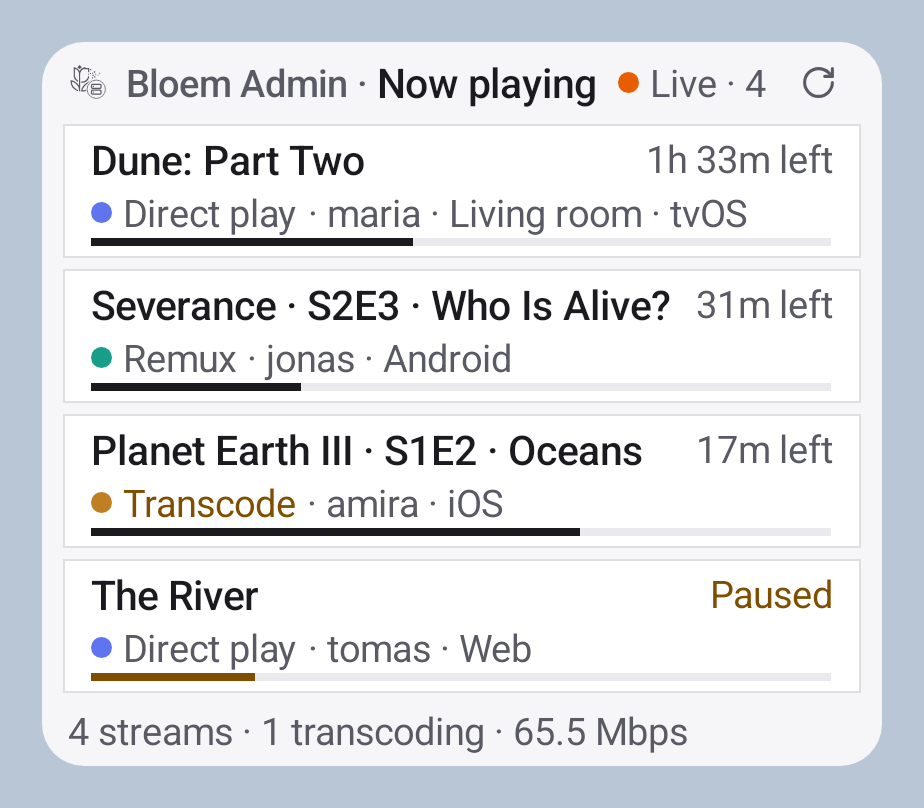 Bloem Admin · Now playing Live · 4
Dune: Part Two 1h 33m left
Direct play · maria · Living room · tvOS
Severance · S2E3 · Who Is Alive? 31m left
Remux · jonas · Android
Planet Earth III · S1E2 · Oceans 17m left
Transcode · amira · iOS
The River Paused
Direct play · tomas · Web
4 streams · 1 transcoding · 65.5 Mbps